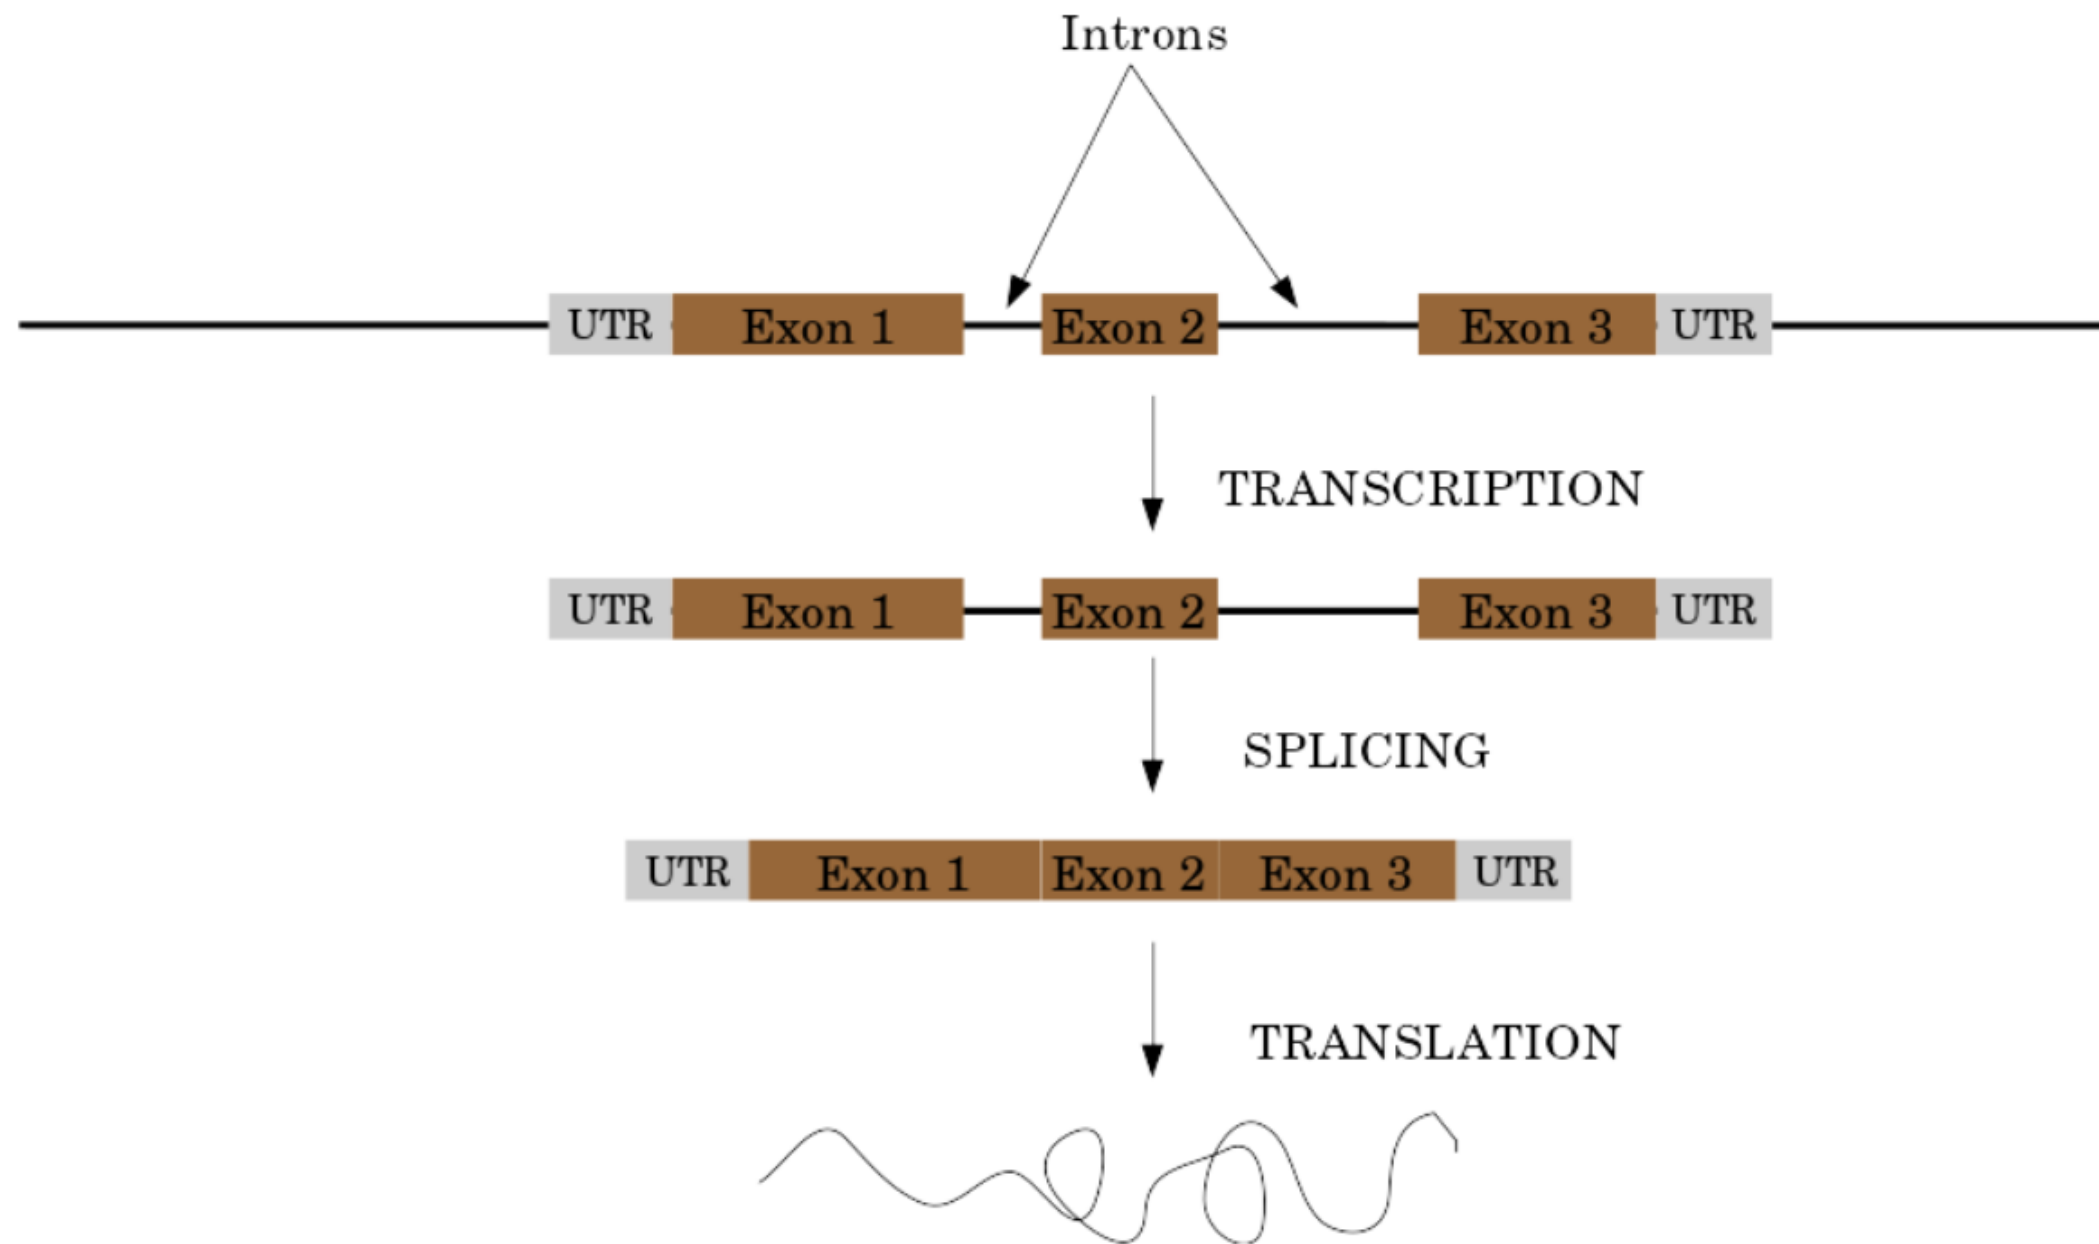 Introns
UTR Exon 1 Exon 2 Exon 3 UTR
TRANSCRIPTION
UTR Exon 1 Exon 2 Exon 3 UTR
SPLICING
UTR Exon 1 Exon 2 Exon 3 UTR
TRANSLATION